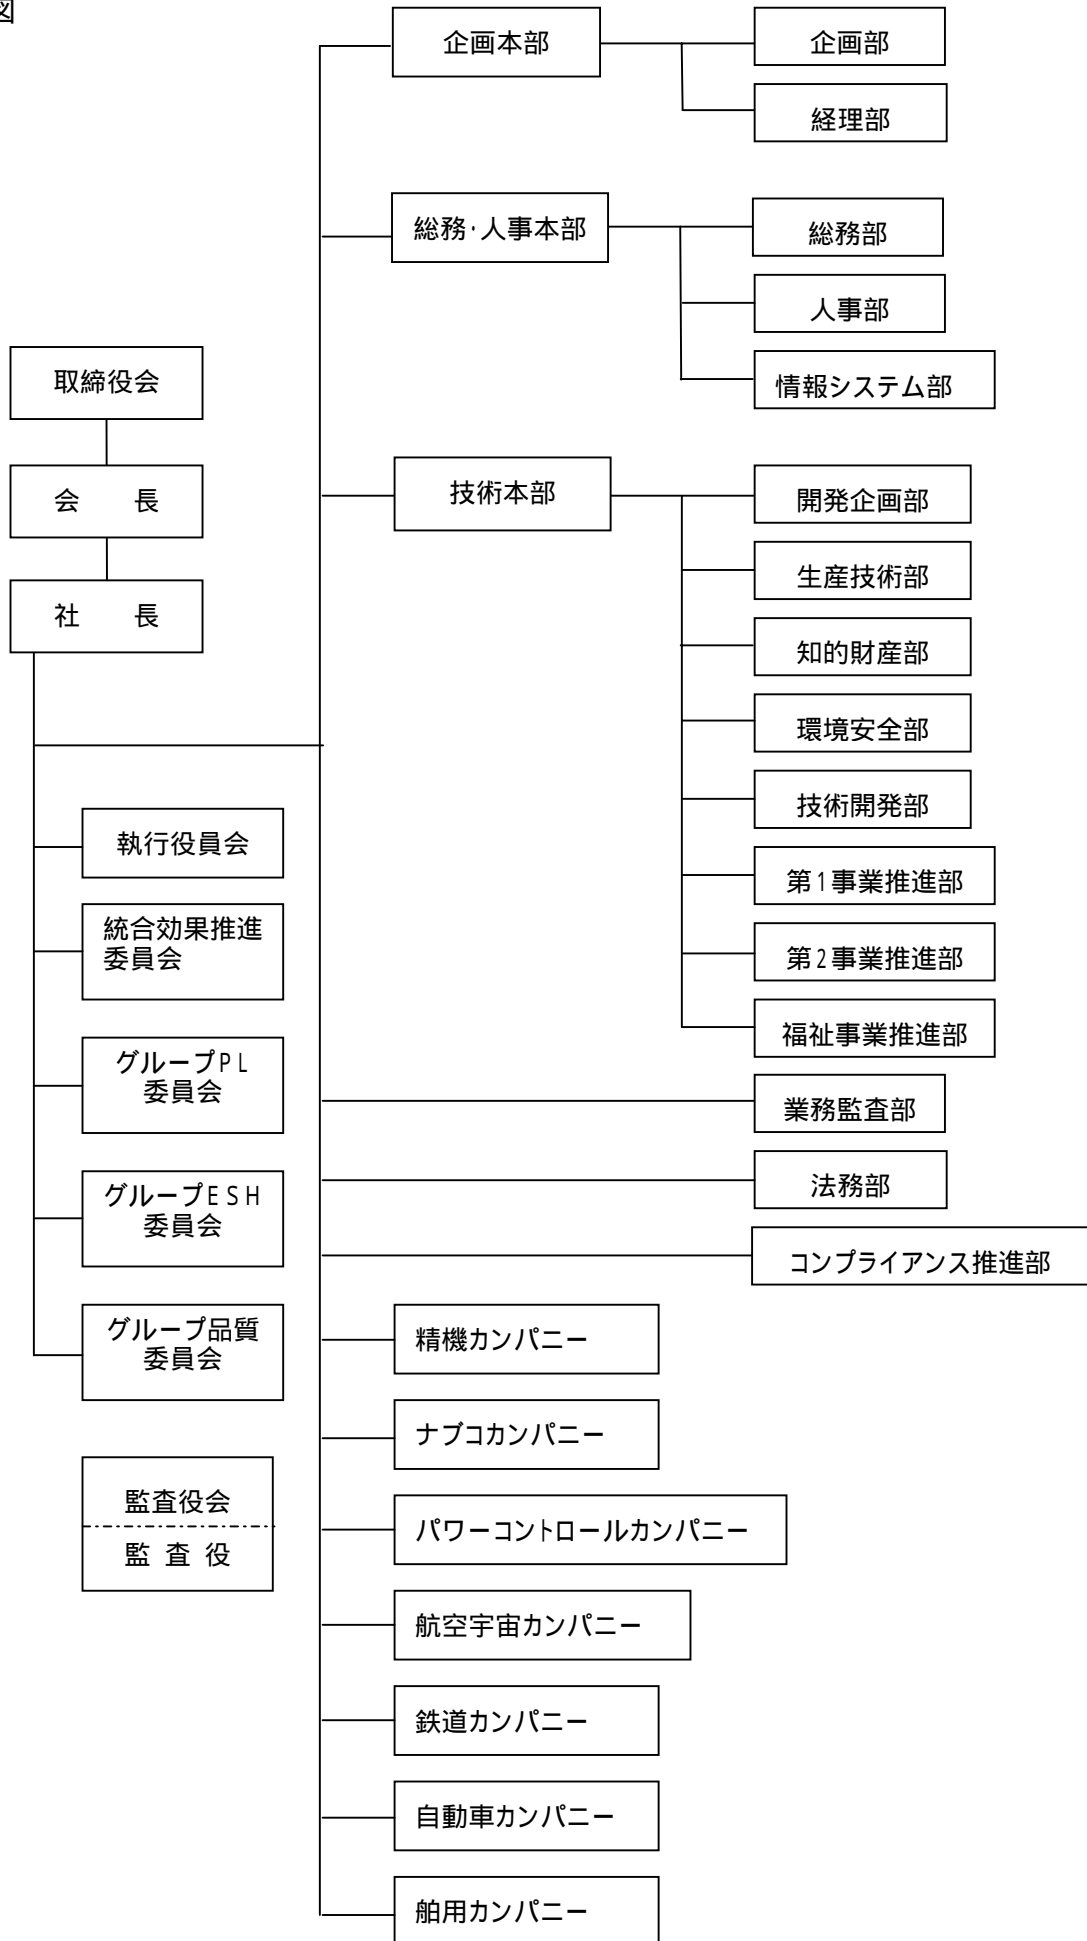 図
取締役会
会　長
社　長
執行役員会
統合効果推進
委員会
グループPL
委員会
グループESH
委員会
グループ品質
委員会
監査役会
監 査 役
企画本部
企画部
経理部
総務・人事本部
総務部
人事部
情報システム部
技術本部
開発企画部
生産技術部
知的財産部
環境安全部
技術開発部
第1事業推進部
第2事業推進部
福祉事業推進部
業務監査部
法務部
コンプライアンス推進部
精機カンパニー
ナブコカンパニー
パワーコントロールカンパニー
航空宇宙カンパニー
鉄道カンパニー
自動車カンパニー
舶用カンパニー